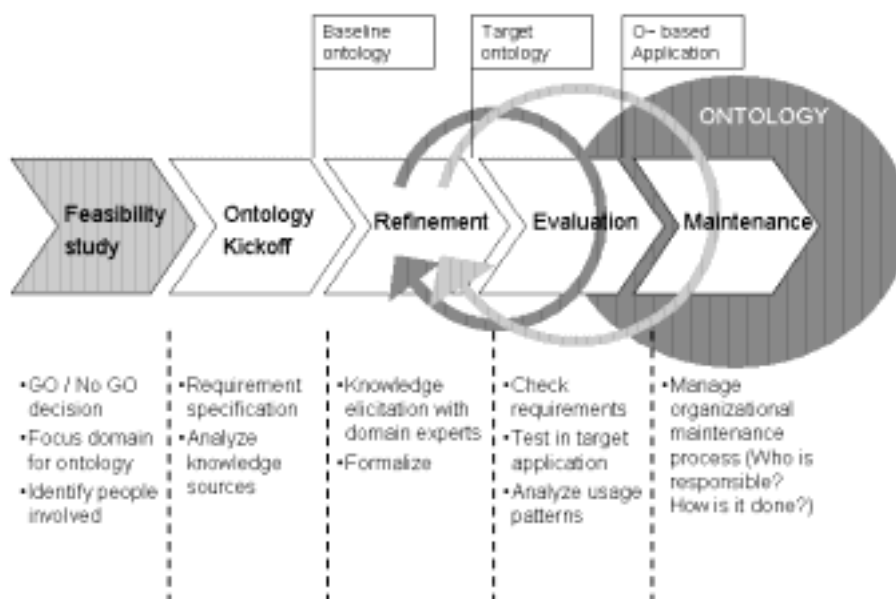 Baseline
ontology
Target
ontology
O- based
Application
ONTOLOGY
Feasibility
study
Ontology
Kickoff
Refinement
Evaluation
Maintenance
•GO / No GO
decision
•Focus domain
for ontology
•Identify people
involved
•Requirement
specification
•Analyze
knowledge
sources
•Knowledge
elicitation with
domain experts
•Formalize
•Check
requirements
•Test in target
application
•Analyze usage
patterns
•Manage
organizational
maintenance
process (Who is
responsible?
How is it done?)